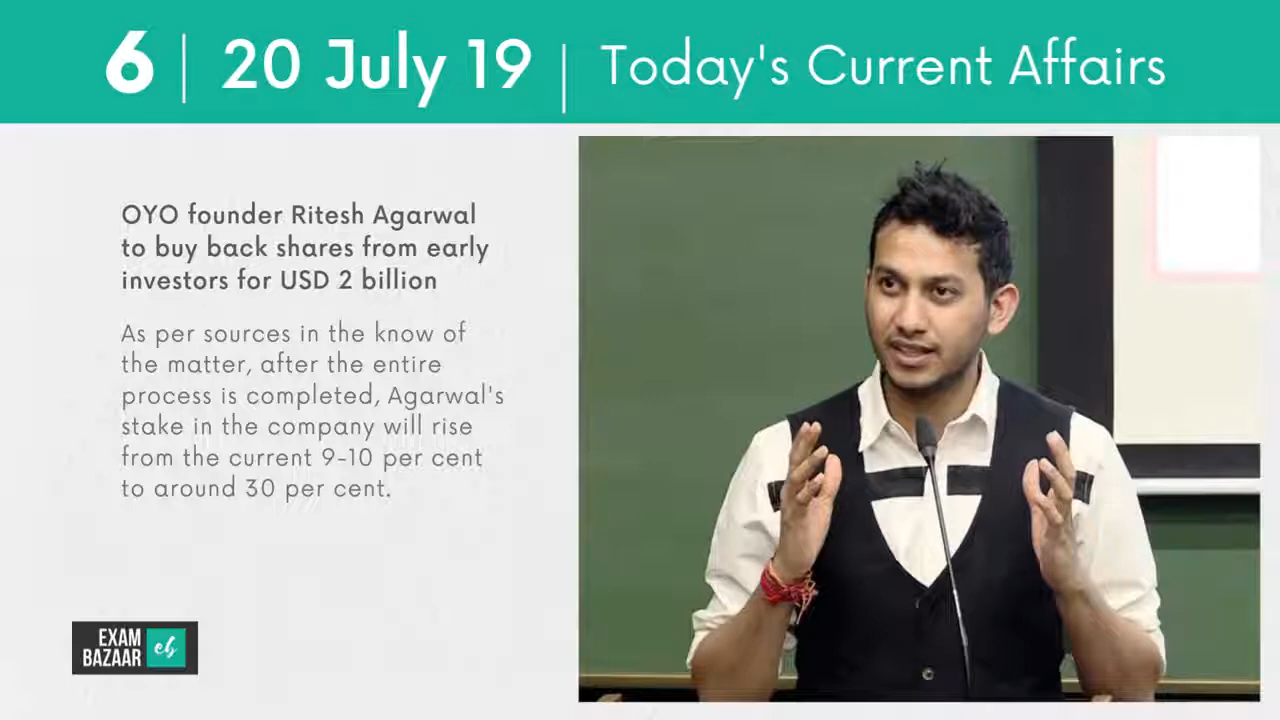 6 | 20 July 19 | Today's Current Affairs
OYO founder Ritesh Agarwal
to buy back shares from early
investors for USD 2 billion
As per sources in the know of
the matter, after the entire
process is completed, Agarwal's
stake in the company will rise
from the current 9-10 per cent
to around 30 per cent.
EXAM
BAZAAR
eb